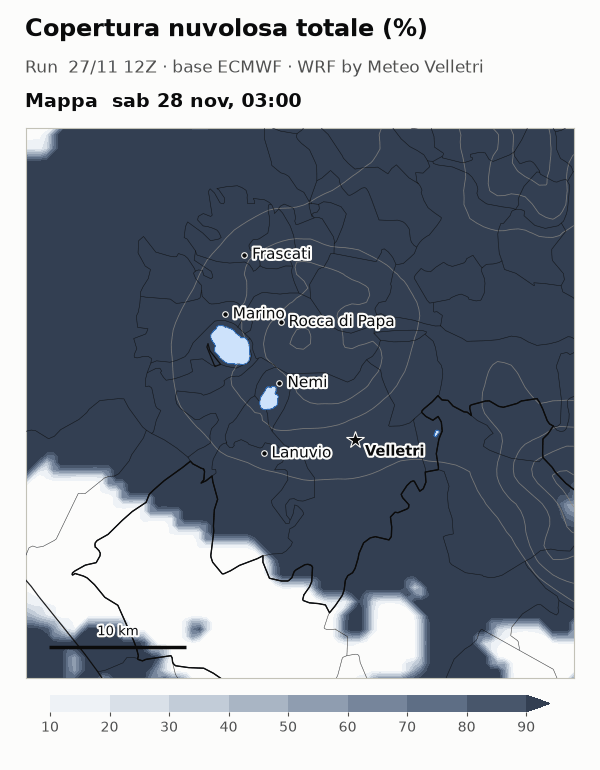 Copertura nuvolosa totale (%)
Run 27/11 12Z · base ECMWF · WRF by Meteo Velletri
Mappa sab 28 nov, 03:00
Frascati
Marino
Rocca di Papa
Nemi
Velletri
Lanuvio
10 km
10 20 30 40 50 60 70 80 90